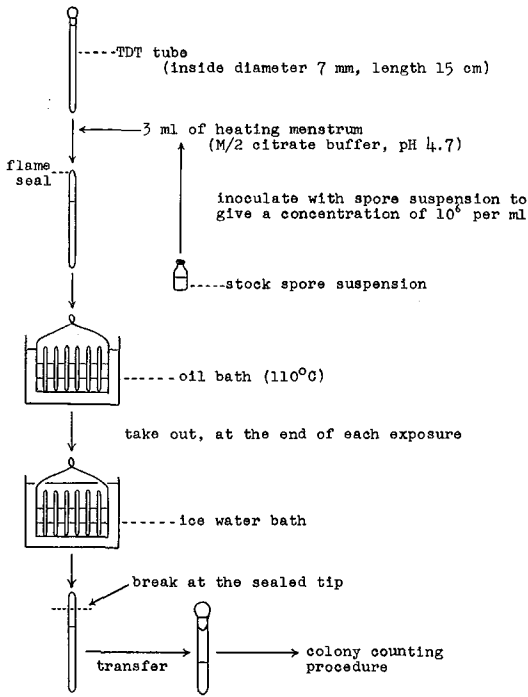 TDT tube
(inside diameter 7 mm, length 15 cm)
3 ml of heating menstrum
(M/2 citrate buffer, pH 4.7)
flame
seal
inoculate with spore suspension to
give a concentration of 10⁶ per ml
stock spore suspension
oil bath (110°C)
take out, at the end of each exposure
ice water bath
break at the sealed tip
transfer
colony counting
procedure